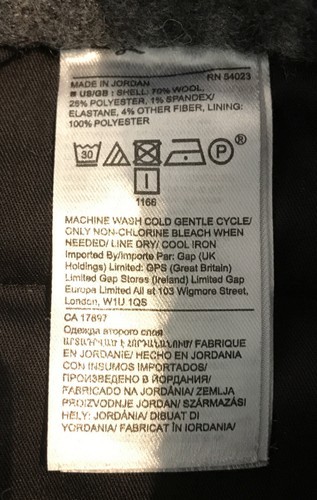 MADE IN JORDAN RN 54023
■ US/GB : SHELL: 70% WOOL,
25% POLYESTER, 1% SPANDEX/
ELASTANE, 4% OTHER FIBER, LINING:
100% POLYESTER
30 P ®
1166
MACHINE WASH COLD GENTLE CYCLE/
ONLY NON-CHLORINE BLEACH WHEN
NEEDED/ LINE DRY/ COOL IRON
Imported By/Importe Par: Gap (UK
Holdings) Limited: GPS (Great Britain)
Limited Gap Stores (Ireland) Limited Gap
Europe Limited All at 103 Wigmore Street,
London, W1U 1QS
CA 17897
Одежда второго слоя
ԱՐՏԱԴՐՎԱԾ Է ՀՈՐԴԱՆԱՆՈՒՄ/ FABRIQUE
EN JORDANIE/ HECHO EN JORDANIA
CON INSUMOS IMPORTADOS/
ПРОИЗВЕДЕНО В ИОРДАНИИ/
FABRICADO NA JORDÂNIA/ ZEMLJA
PROIZVODNJE JORDAN/ SZÁRMAZÁSI
HELY: JORDÁNIA/ DIBUAT DI
YORDANIA/ FABRICAT ÎN IORDANIA/